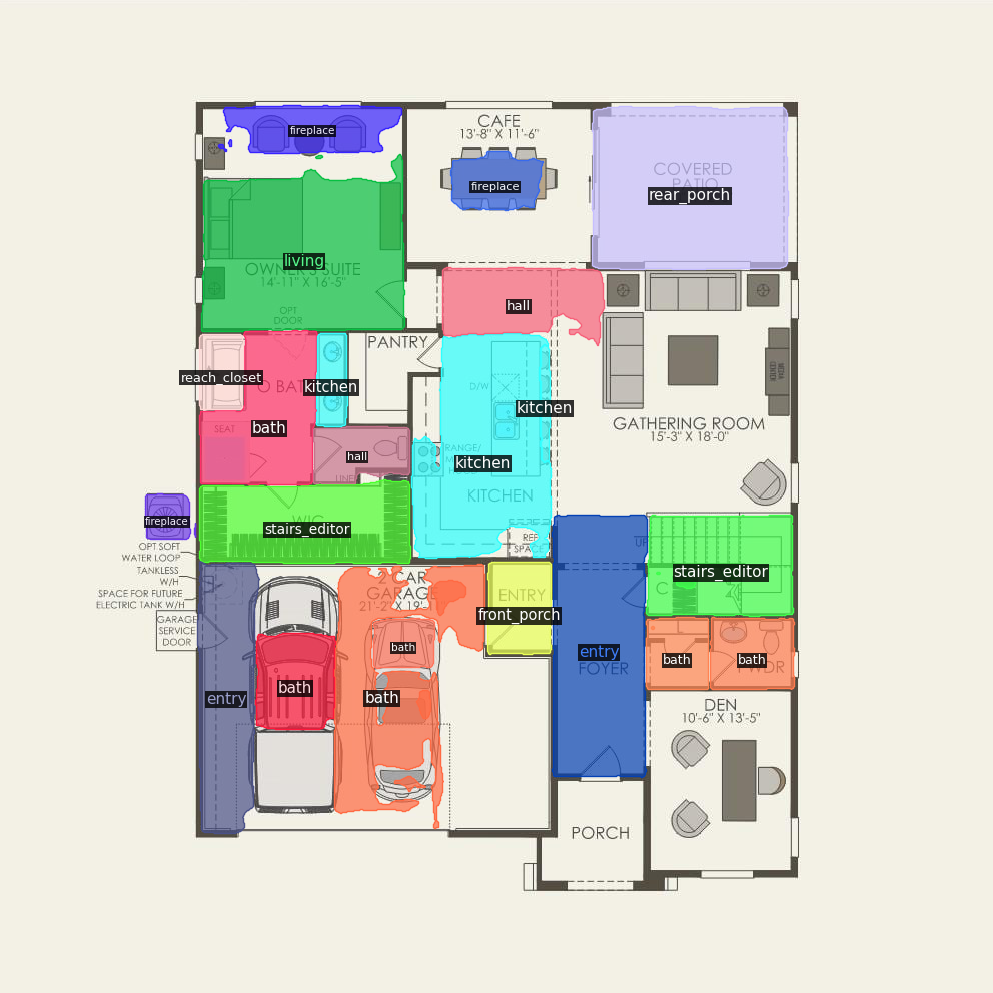 CAFE
13'-8" X 11'-6"
fireplace
fireplace
COVERED
PATIO
rear_porch
living
OWNER'S SUITE
14'-11" X 16'-5"
OPT
DOOR
hall
PANTRY
reach_closet
O BAT
kitchen
D/W
kitchen
SEAT
bath
hall
LINE
RANGE/
kitchen
KITCHEN
GATHERING ROOM
15'-3" X 18'-0"
MEDIA
CENTER
WIC
stairs_editor
fireplace
REF
SPACE
UP
OPT SOFT
WATER LOOP
TANKLESS
W/H
SPACE FOR FUTURE
ELECTRIC TANK W/H
GARAGE
SERVICE
DOOR
2 CAR
GARAGE
21'-2" X 19'-
ENTRY
front_porch
stairs_editor
entry
FOYER
bath
bath
PWDR
bath
bath
bath
entry
DEN
10'-6" X 13'-5"
PORCH